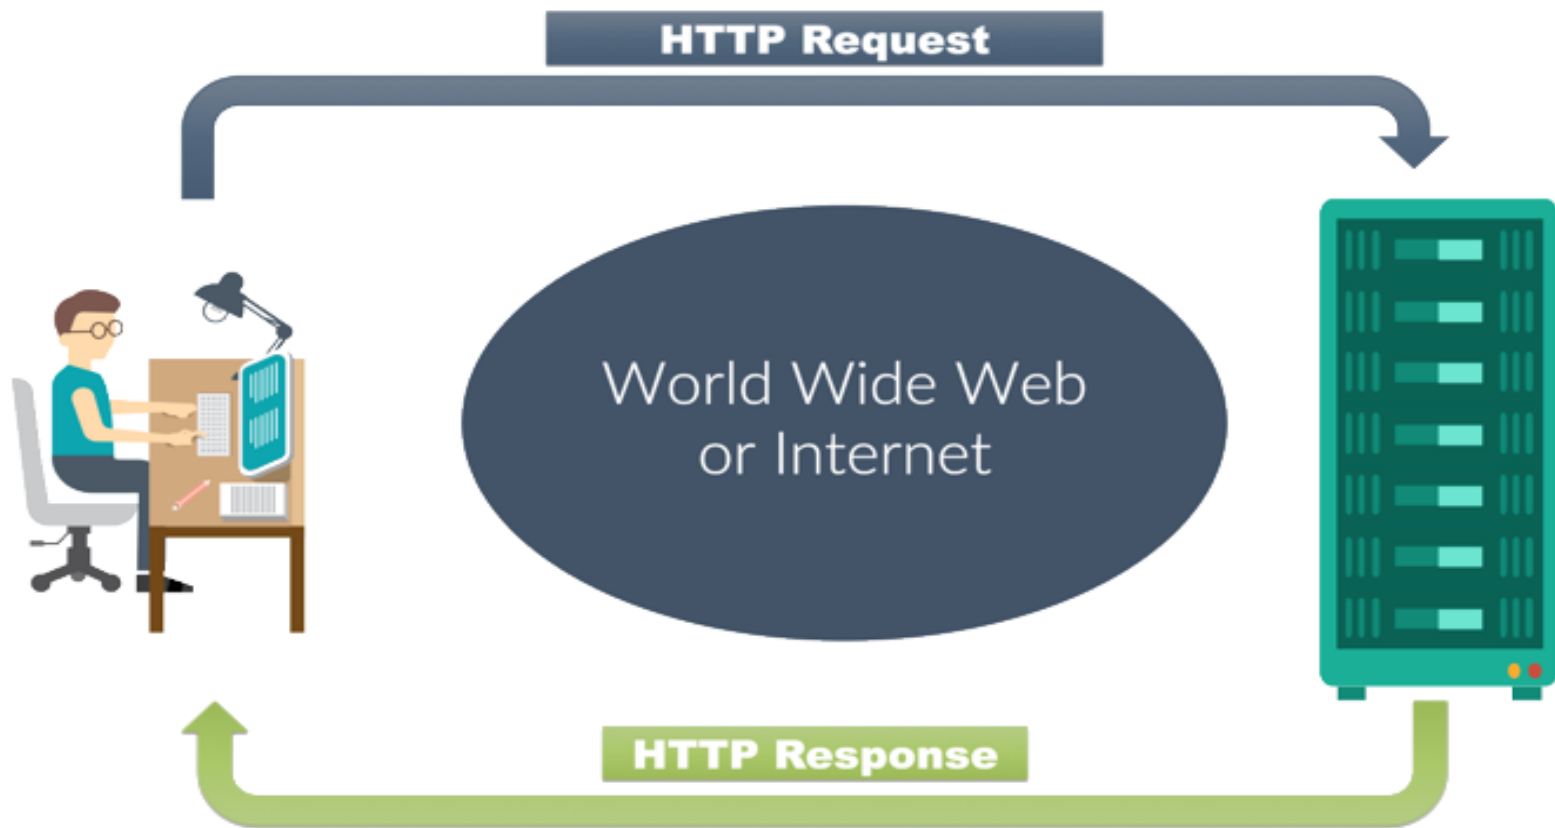 HTTP Request
World Wide Web
or Internet
HTTP Response